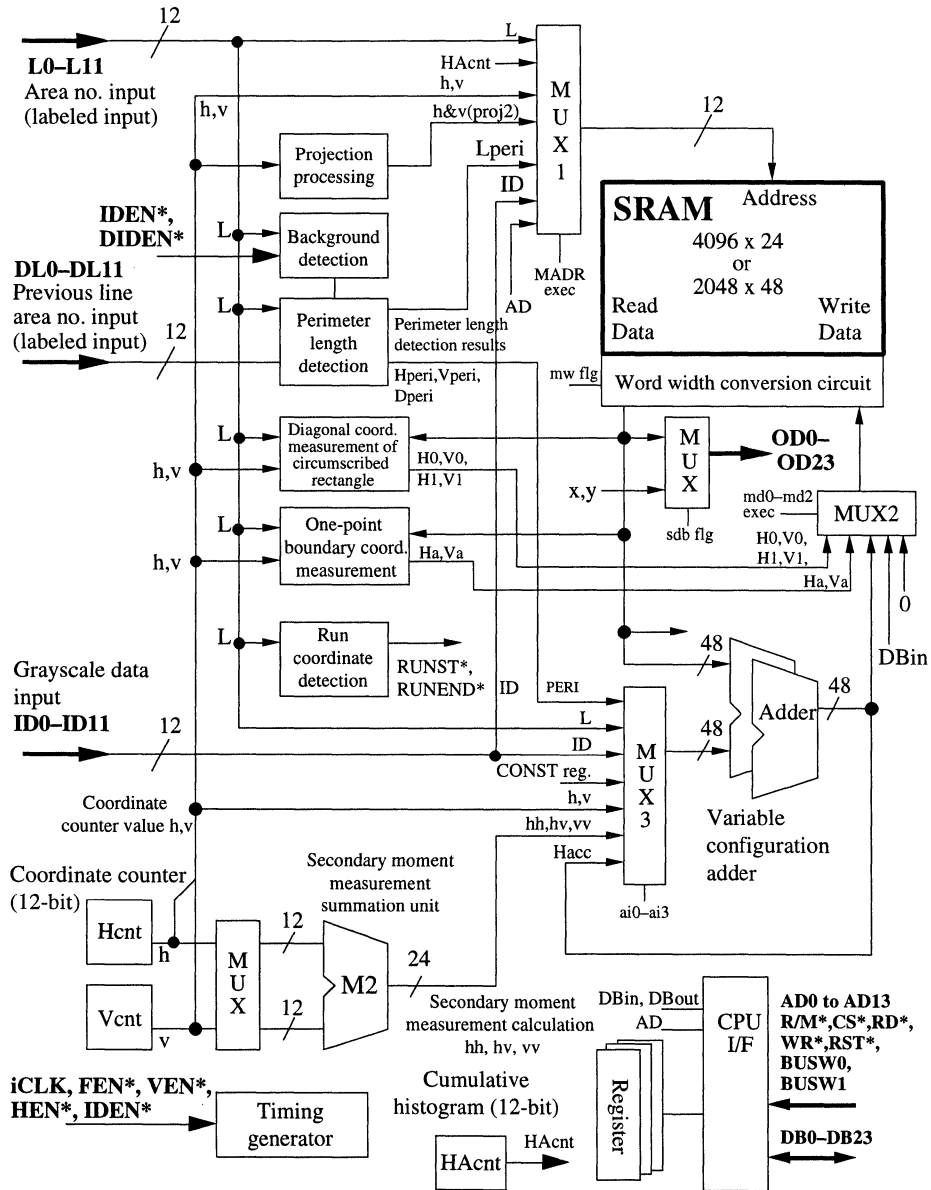 12
L0–L11
Area no. input
(labeled input)
L
HAcnt
h,v
h,v
h&v(proj2)
Lperi
ID
MUX1
12
Projection
processing
IDEN*,
DIDEN*
L
Background
detection
MADR
exec
AD
SRAM
Address
4096 x 24
or
2048 x 48
Read
Data
Write
Data
DL0–DL11
Previous line
area no. input
(labeled input)
12
L
Perimeter
length
detection
Perimeter length
detection results
Hperi,Vperi,
Dperi
mw flg
Word width conversion circuit
L
h,v
Diagonal coord.
measurement of
circumscribed
rectangle
H0,V0,
H1,V1
x,y
MUX
sdb flg
OD0–
OD23
md0–md2
exec
MUX2
H0,V0,
H1,V1,
Ha,Va
0
DBin
L
h,v
One-point
boundary coord.
measurement
Ha,Va
L
Run
coordinate
detection
RUNST*,
RUNEND*
ID
Grayscale data
input
ID0–ID11
12
PERI
L
ID
CONST reg.
h,v
hh,hv,vv
Hacc
MUX3
ai0–ai3
48
48
Adder
48
Variable
configuration
adder
Coordinate
counter value h,v
Coordinate counter
(12-bit)
Hcnt
h
Vcnt
v
MUX
12
12
Secondary moment
measurement
summation unit
M2
24
Secondary moment
measurement calculation
hh, hv, vv
iCLK, FEN*, VEN*,
HEN*, IDEN*
Timing
generator
Cumulative
histogram (12-bit)
HAcnt
HAcnt
DBin, DBout
AD
Register
CPU
I/F
AD0 to AD13
R/M*,CS*,RD*,
WR*,RST*,
BUSW0,
BUSW1
DB0–DB23